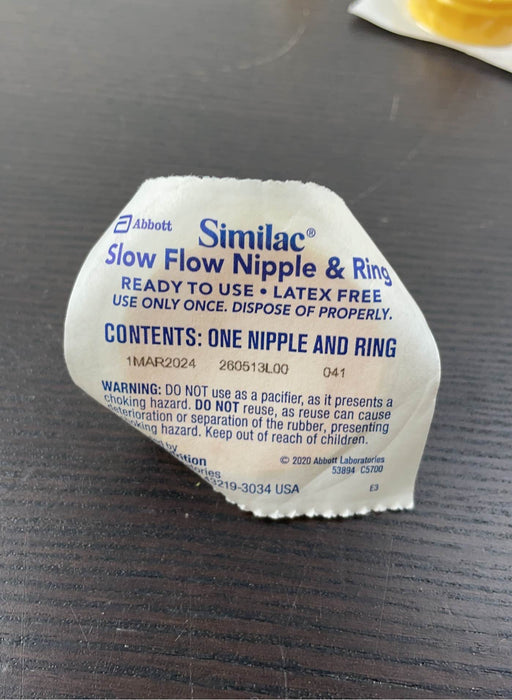 Abbott
Similac®
Slow Flow Nipple & Ring
READY TO USE • LATEX FREE
USE ONLY ONCE. DISPOSE OF PROPERLY.
CONTENTS: ONE NIPPLE AND RING
1MAR2024 260513L00 041
WARNING: DO NOT use as a pacifier, as it presents a
choking hazard. DO NOT reuse, as reuse can cause
deterioration or separation of the rubber, presenting
choking hazard. Keep out of reach of children.
by
© 2020 Abbott Laboratories
53894 C5700
3219-3034 USA
E3